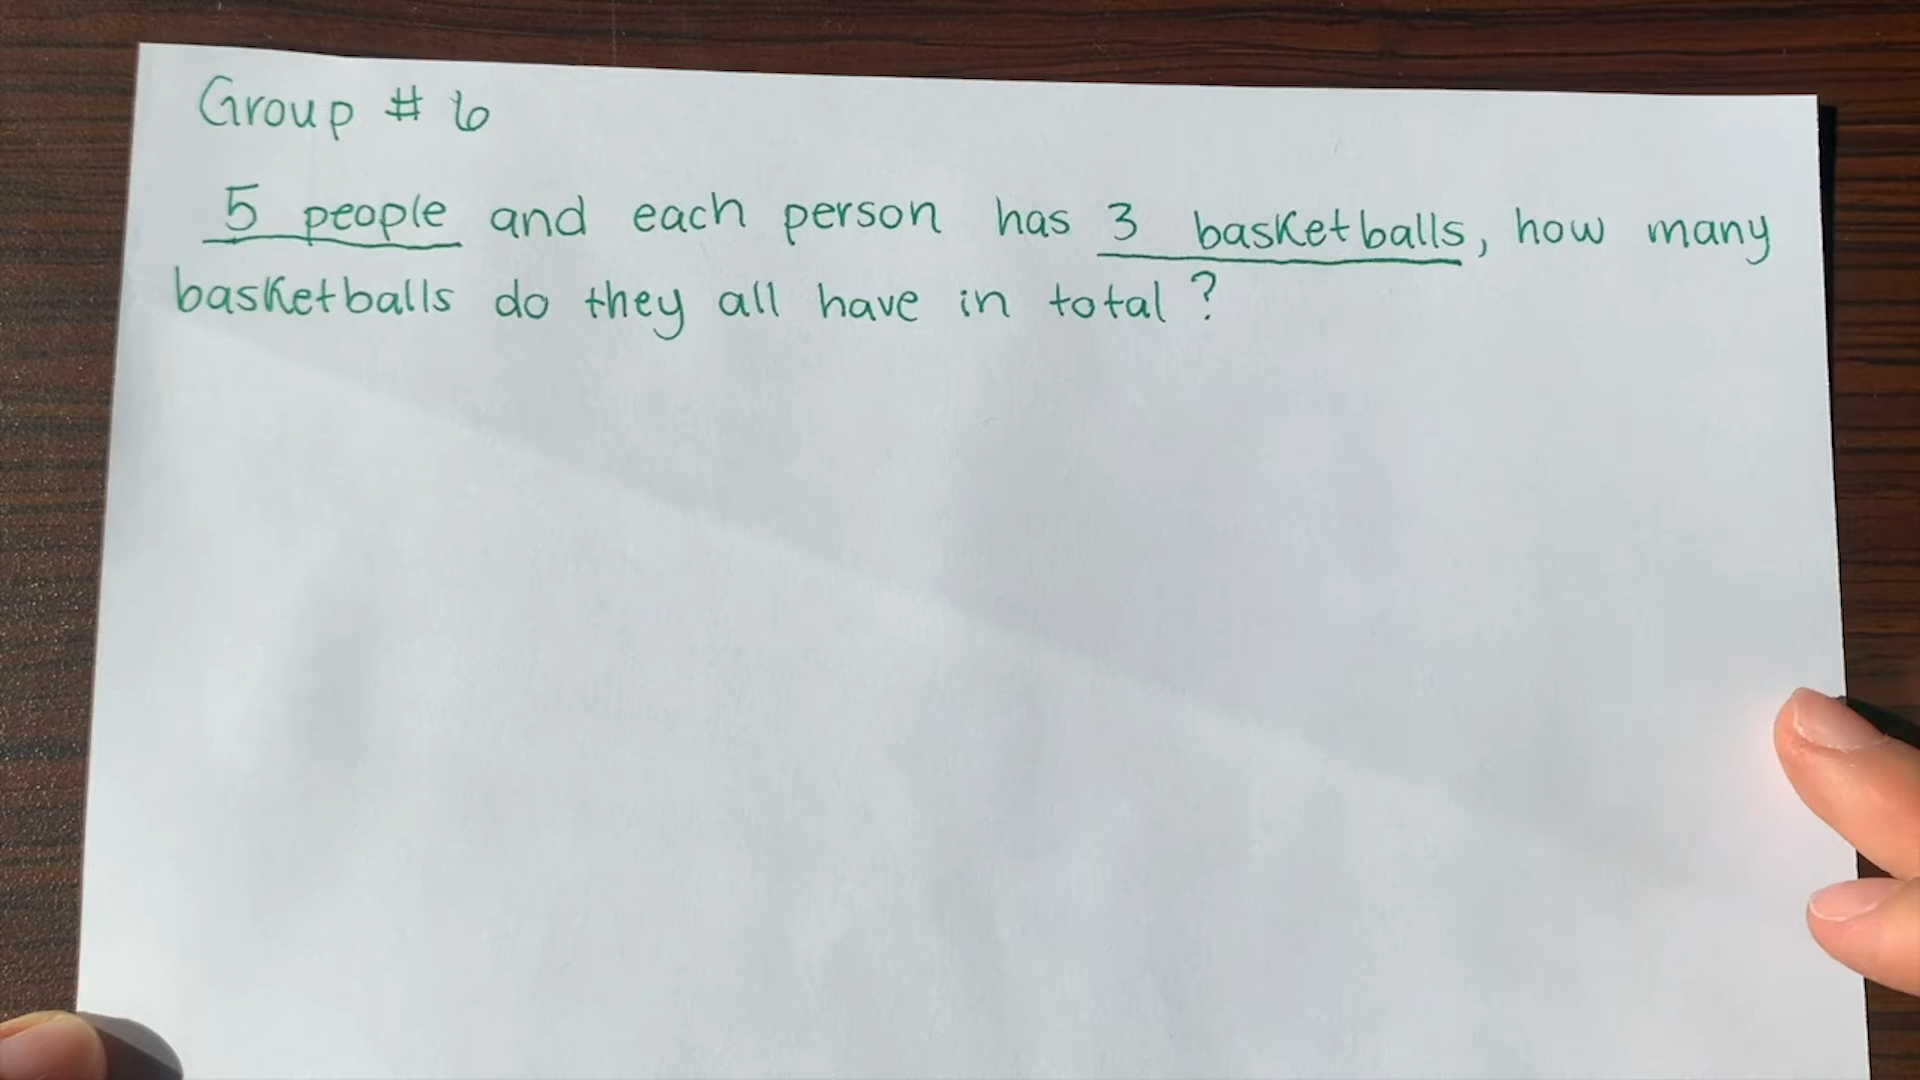 Group # 6
5 people and each person has 3 basketballs, how many
basketballs do they all have in total?